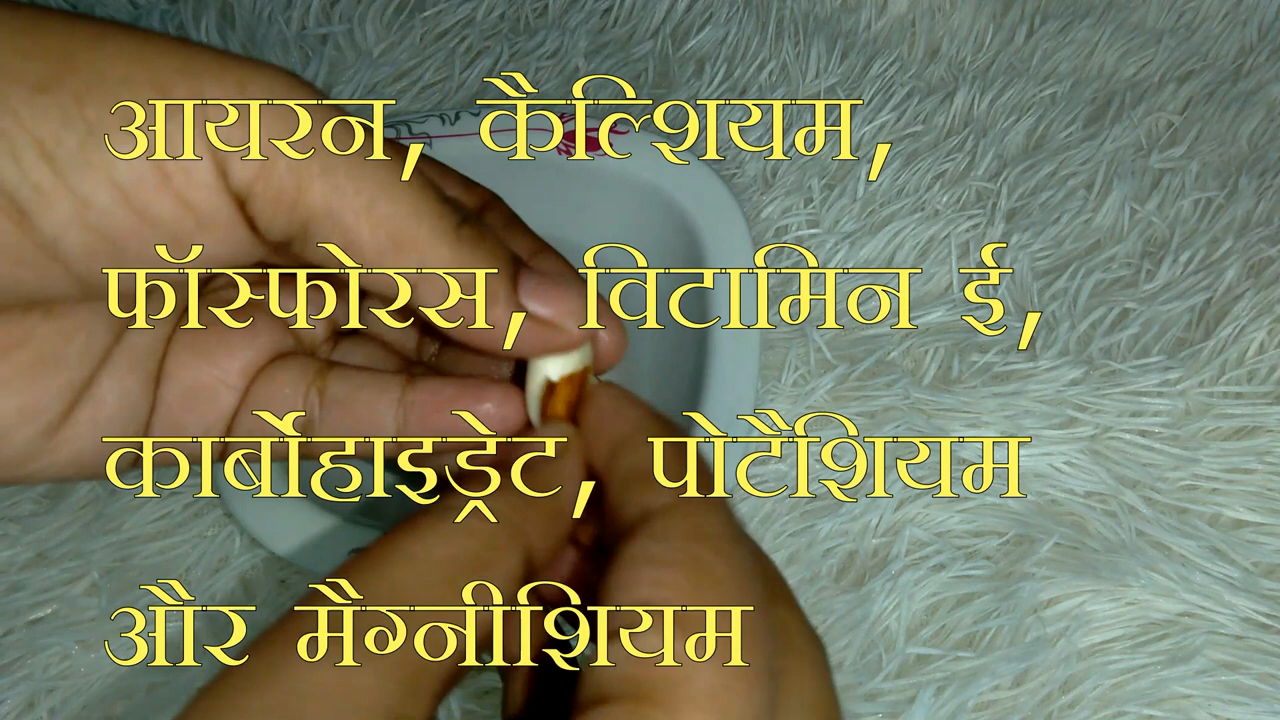 आयरन, कैल्शियम,
फॉस्फोरस, विटामिन ई,
कार्बोहाइड्रेट, पोटैशियम
और मैग्नीशियम